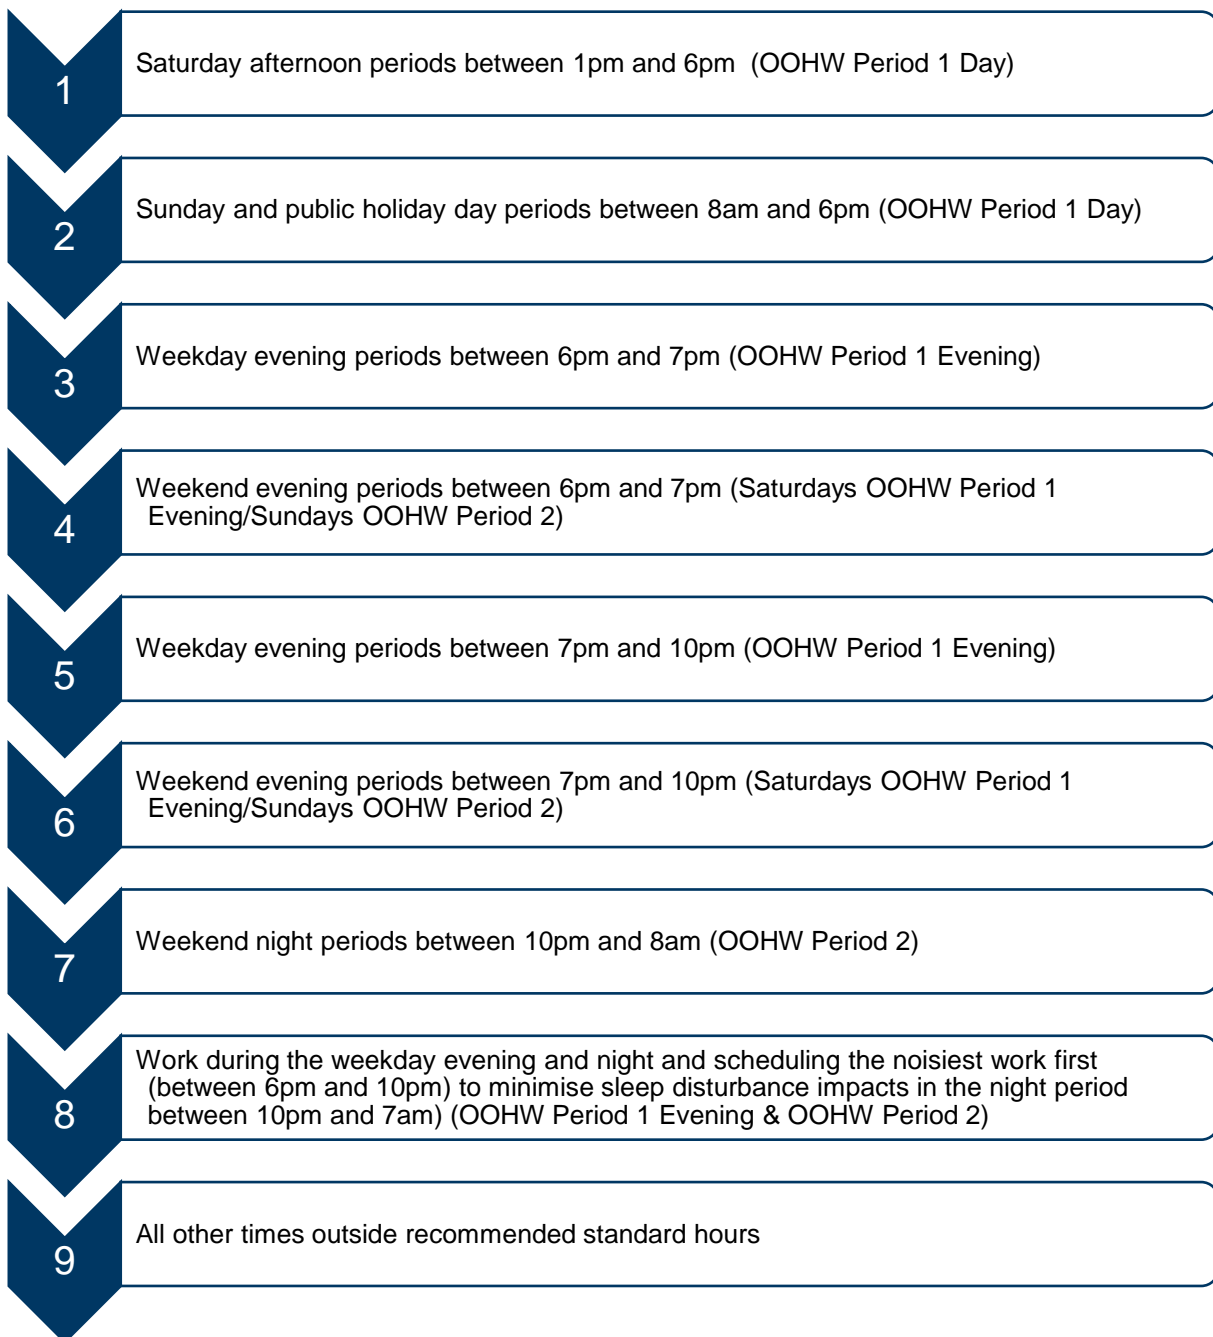 1
Saturday afternoon periods between 1pm and 6pm  (OOHW Period 1 Day)
2
Sunday and public holiday day periods between 8am and 6pm (OOHW Period 1 Day)
3
Weekday evening periods between 6pm and 7pm (OOHW Period 1 Evening)
4
Weekend evening periods between 6pm and 7pm (Saturdays OOHW Period 1
Evening/Sundays OOHW Period 2)
5
Weekday evening periods between 7pm and 10pm (OOHW Period 1 Evening)
6
Weekend evening periods between 7pm and 10pm (Saturdays OOHW Period 1
Evening/Sundays OOHW Period 2)
7
Weekend night periods between 10pm and 8am (OOHW Period 2)
8
Work during the weekday evening and night and scheduling the noisiest work first
(between 6pm and 10pm) to minimise sleep disturbance impacts in the night period
between 10pm and 7am) (OOHW Period 1 Evening & OOHW Period 2)
9
All other times outside recommended standard hours